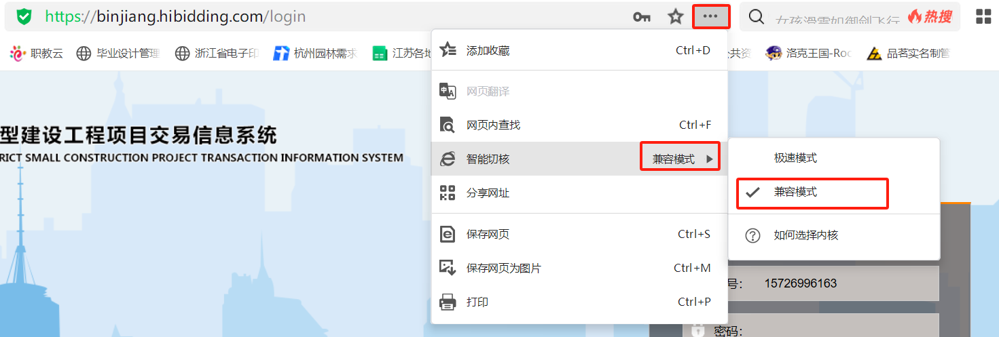 https://binjiang.hibidding.com/login
女孩滑雪如御剑飞行
热搜
职教云
毕业设计管理
浙江省电子印
杭州园林需求
江苏各地
公共资
洛克王国-Roc
品茗实名制管
型建设工程项目交易信息系统
RICT SMALL CONSTRUCTION PROJECT TRANSACTION INFORMATION SYSTEM
添加收藏 Ctrl+D
网页翻译
网页内查找 Ctrl+F
智能切核 兼容模式
分享网址
保存网页 Ctrl+S
保存网页为图片 Ctrl+M
打印 Ctrl+P
极速模式
兼容模式
如何选择内核
号: 15726996163
密码: